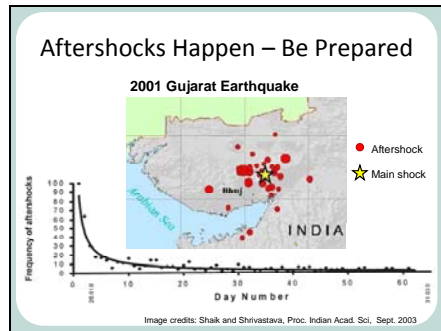 Aftershocks Happen – Be Prepared
2001 Gujarat Earthquake
Aftershock
Main shock
Bhuj
Arabian Sea
INDIA
Frequency of aftershocks
100
90
80
70
60
50
40
30
20
10
0
0 10 20 30 40 50 60
Day Number
Image credits: Shaik and Shrivastava, Proc. Indian Acad. Sci, Sept. 2003